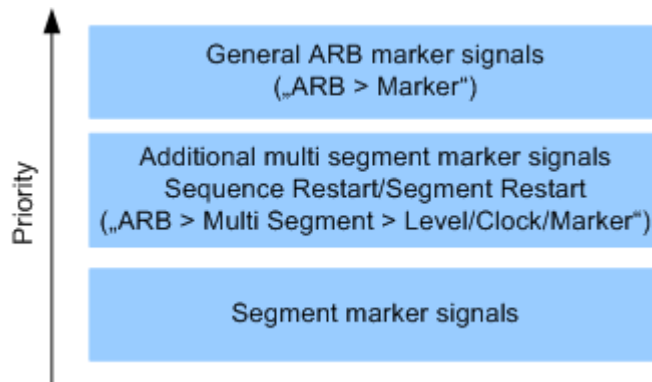 Priority
General ARB marker signals
(„ARB > Marker“)
Additional multi segment marker signals
Sequence Restart/Segment Restart
(„ARB > Multi Segment > Level/Clock/Marker“)
Segment marker signals